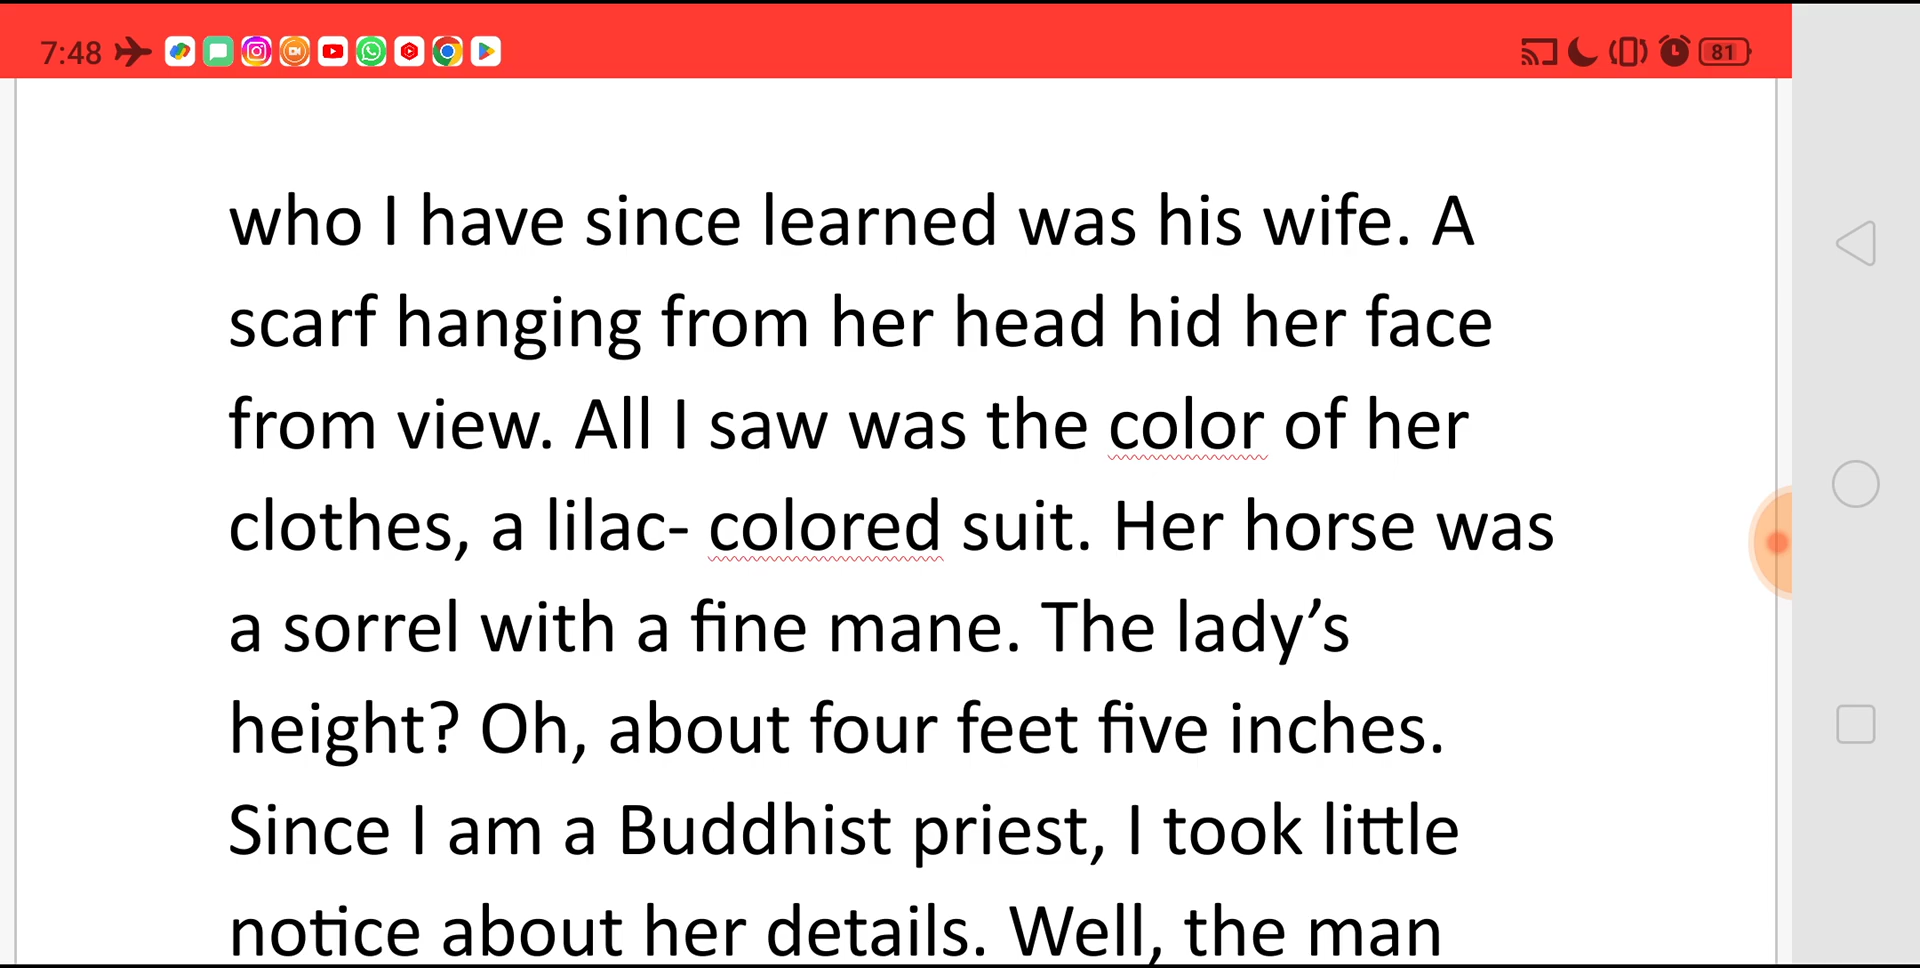 7:48
81
who I have since learned was his wife. A
scarf hanging from her head hid her face
from view. All I saw was the color of her
clothes, a lilac- colored suit. Her horse was
a sorrel with a fine mane. The lady’s
height? Oh, about four feet five inches.
Since I am a Buddhist priest, I took little
notice about her details. Well, the man